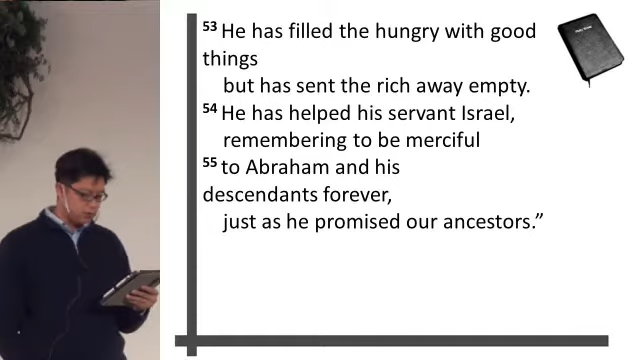 53 He has filled the hungry with good
things
but has sent the rich away empty.
54 He has helped his servant Israel,
remembering to be merciful
55 to Abraham and his
descendants forever,
just as he promised our ancestors.”